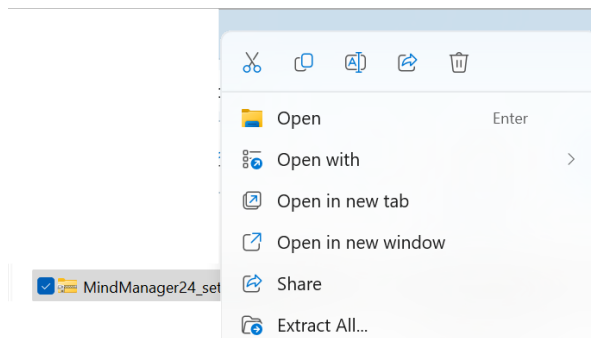 Open Enter
Open with
Open in new tab
Open in new window
MindManager24_set
Share
Extract All...